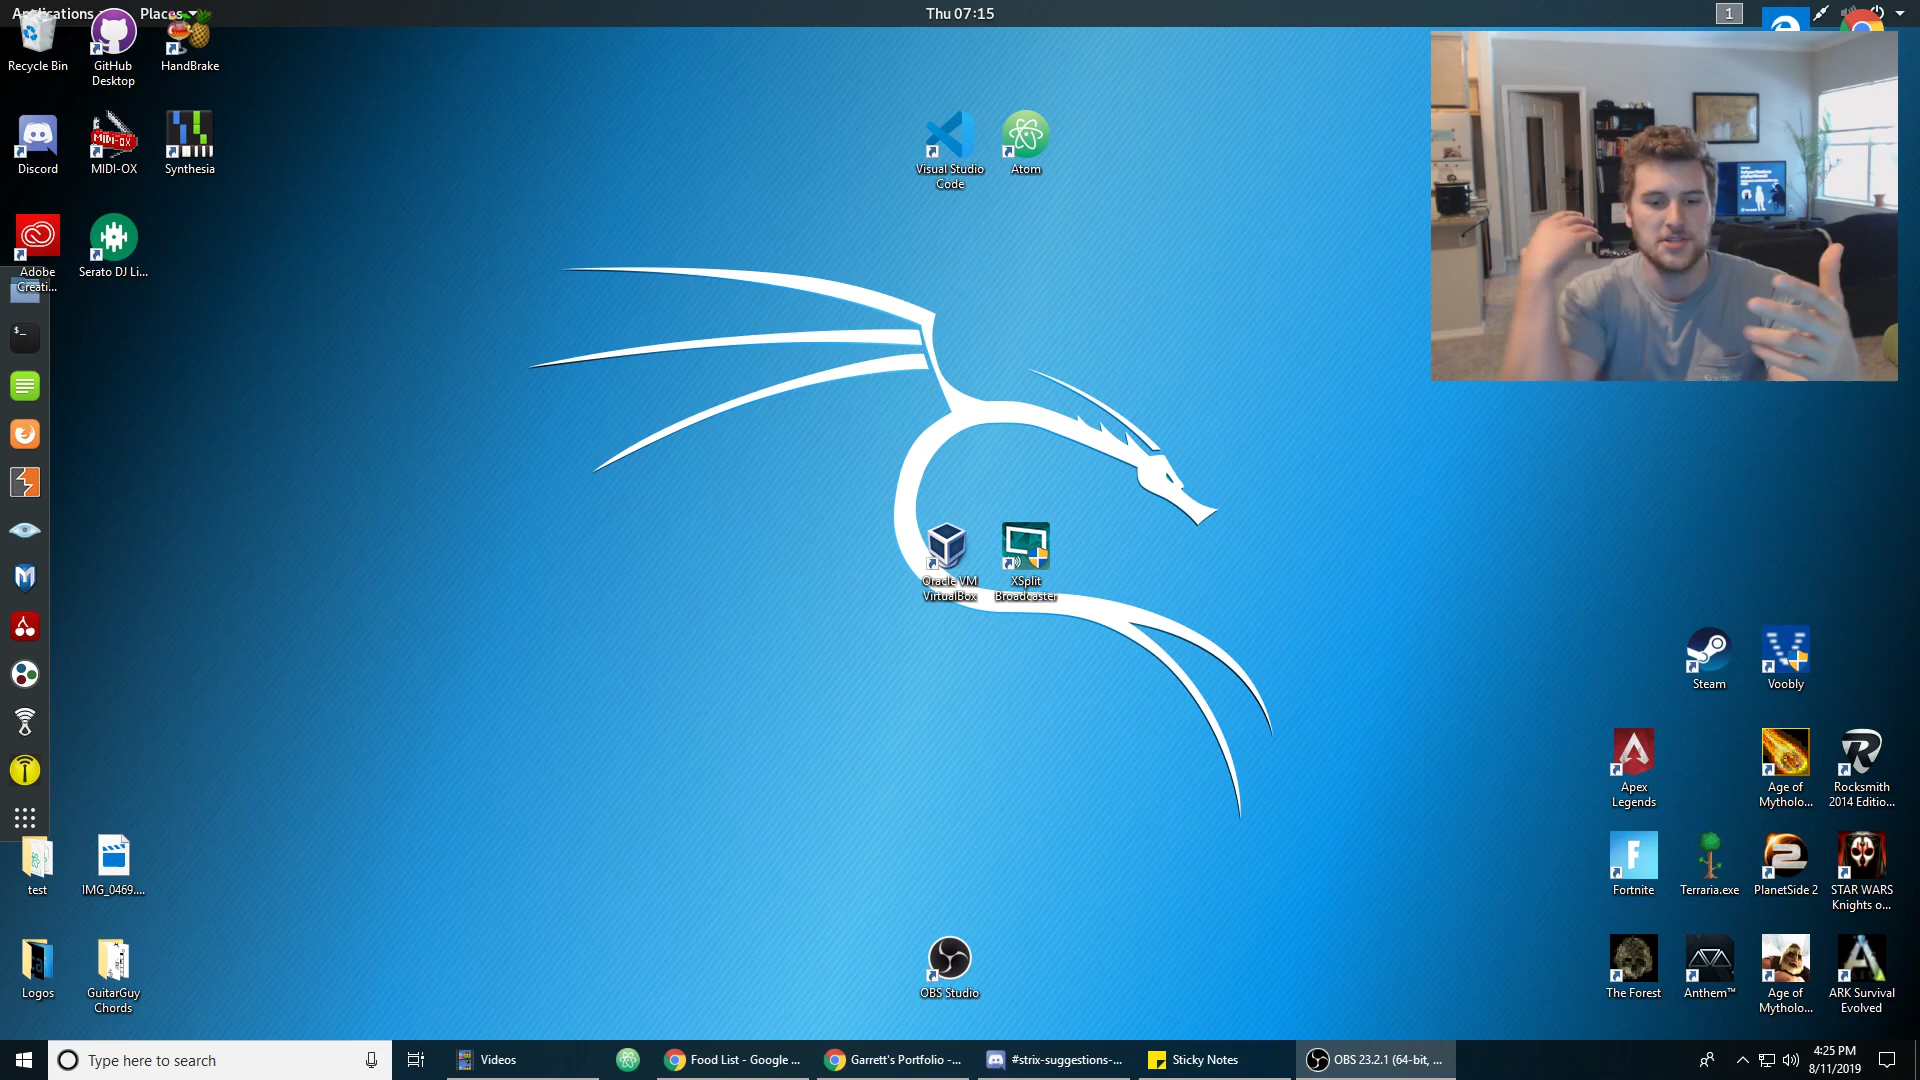 Applications
Places
Thu 07:15
1
Recycle Bin
GitHub
Desktop
HandBrake
Discord
MIDI-OX
MIDI-OX
Synthesia
Adobe
Creati...
Serato DJ Li...
$_
Visual Studio
Code
Atom
Oracle VM
VirtualBox
XSplit
Broadcaster
Steam
Voobly
Apex
Legends
Age of
Mytholo...
Rocksmith
2014 Editio...
Fortnite
Terraria.exe
PlanetSide 2
STAR WARS
Knights o...
test
IMG_0469....
Logos
GuitarGuy
Chords
OBS Studio
The Forest
Anthem™
Age of
Mytholo...
ARK Survival
Evolved
Type here to search
Videos
Food List - Google ...
Garrett's Portfolio -...
#strix-suggestions-...
Sticky Notes
OBS 23.2.1 (64-bit, ...
4:25 PM
8/11/2019